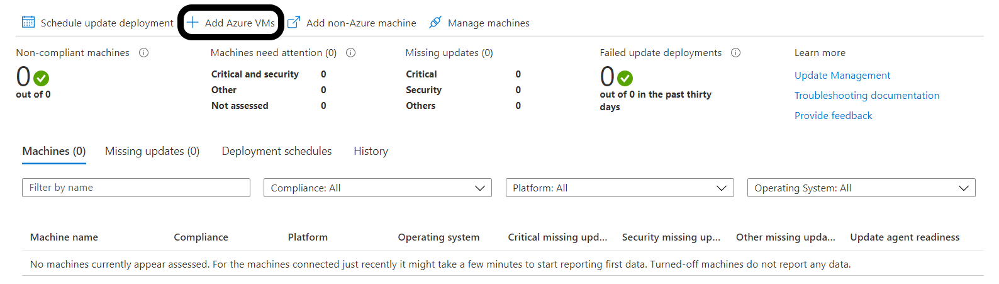 Schedule update deployment Add Azure VMs Add non-Azure machine Manage machines
Non-compliant machines Machines need attention (0) Missing updates (0) Failed update deployments Learn more
0
out of 0
Critical and security 0
Other 0
Not assessed 0
Critical 0
Security 0
Others 0
0
out of 0 in the past thirty
days
Update Management
Troubleshooting documentation
Provide feedback
Machines (0) Missing updates (0) Deployment schedules History
Filter by name Compliance: All Platform: All Operating System: All
Machine name Compliance Platform Operating system Critical missing upd... Security missing up... Other missing upda... Update agent readiness
No machines currently appear assessed. For the machines connected just recently it might take a few minutes to start reporting first data. Turned-off machines do not report any data.